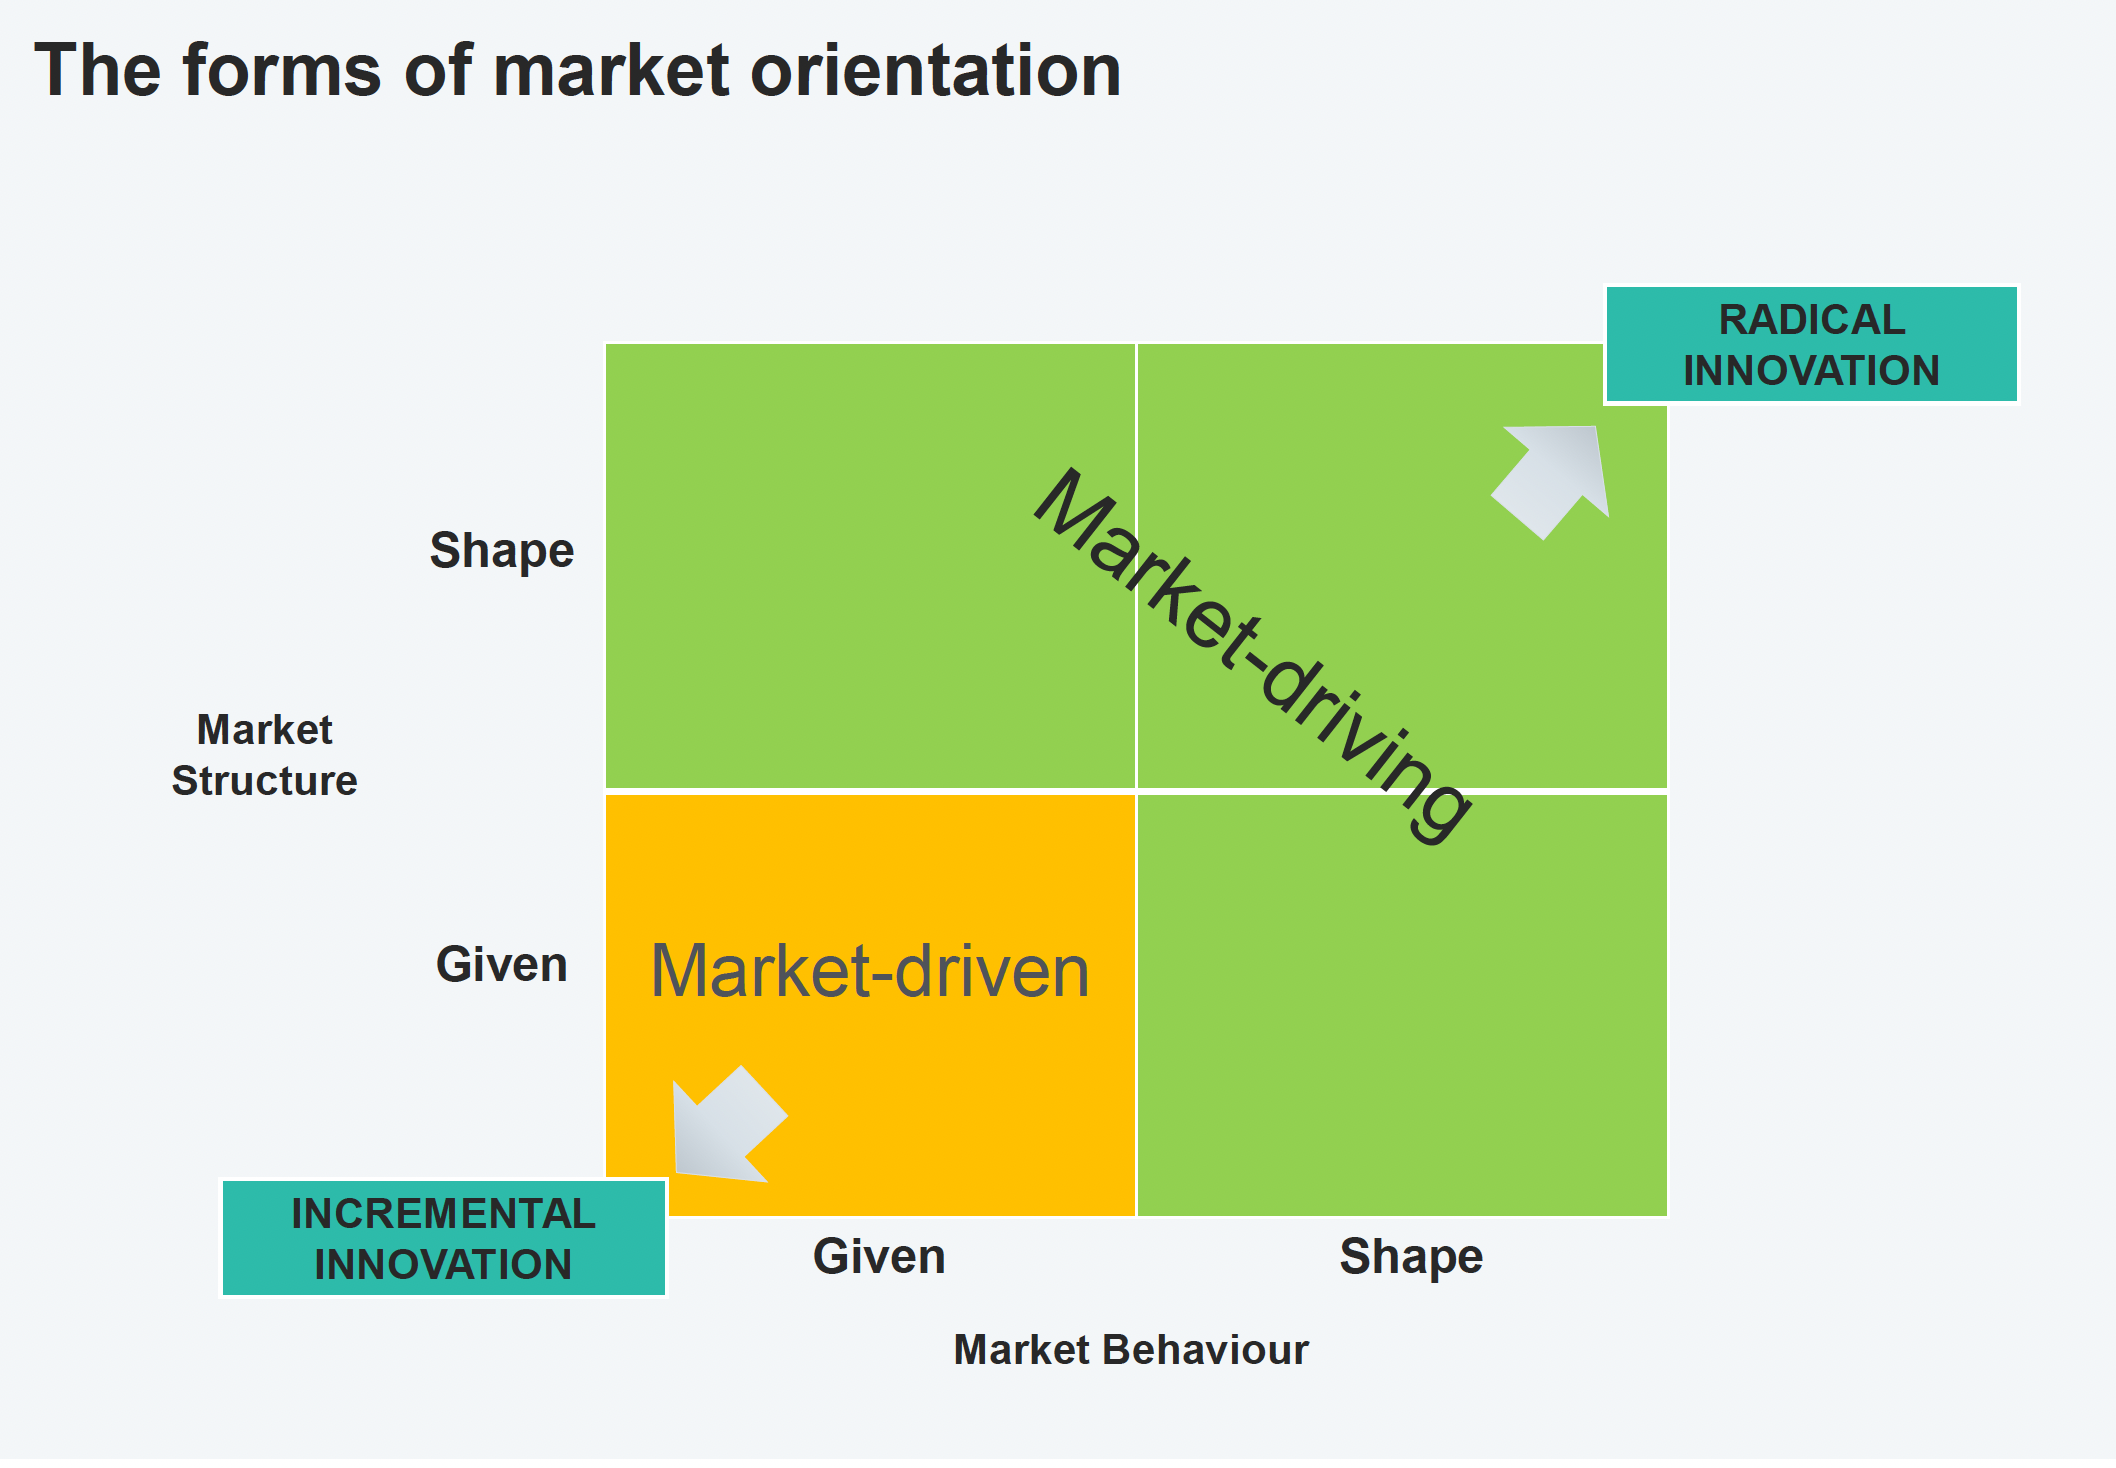 The forms of market orientation
RADICAL
INNOVATION
Shape
Market-driving
Market
Structure
Given
Market-driven
INCREMENTAL
INNOVATION
Given
Shape
Market Behaviour